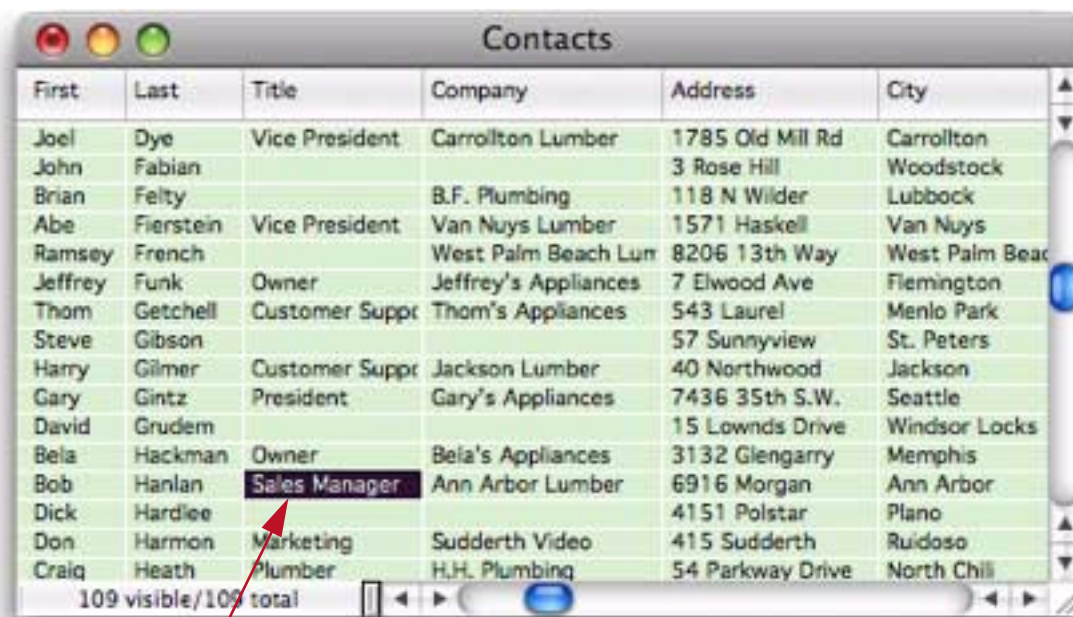 Contacts
First Last Title Company Address City
Joel Dye Vice President Carrollton Lumber 1785 Old Mill Rd Carrollton
John Fabian 3 Rose Hill Woodstock
Brian Felty B.F. Plumbing 118 N Wilder Lubbock
Abe Fierstein Vice President Van Nuys Lumber 1571 Haskell Van Nuys
Ramsey French West Palm Beach Lum 8206 13th Way West Palm Beac
Jeffrey Funk Owner Jeffrey's Appliances 7 Elwood Ave Flemington
Thom Getchell Customer Suppo Thom's Appliances 543 Laurel Menlo Park
Steve Gibson 57 Sunnyview St. Peters
Harry Gilmer Customer Suppo Jackson Lumber 40 Northwood Jackson
Gary Gintz President Gary's Appliances 7436 35th S.W. Seattle
David Grudem 15 Lownds Drive Windsor Locks
Bela Hackman Owner Bela's Appliances 3132 Glengarry Memphis
Bob Hanlan Sales Manager Ann Arbor Lumber 6916 Morgan Ann Arbor
Dick Hardlee 4151 Polstar Plano
Don Harmon Marketing Sudderth Video 415 Sudderth Ruidoso
Craig Heath Plumber H.H. Plumbing 54 Parkway Drive North Chili
109 visible/109 total